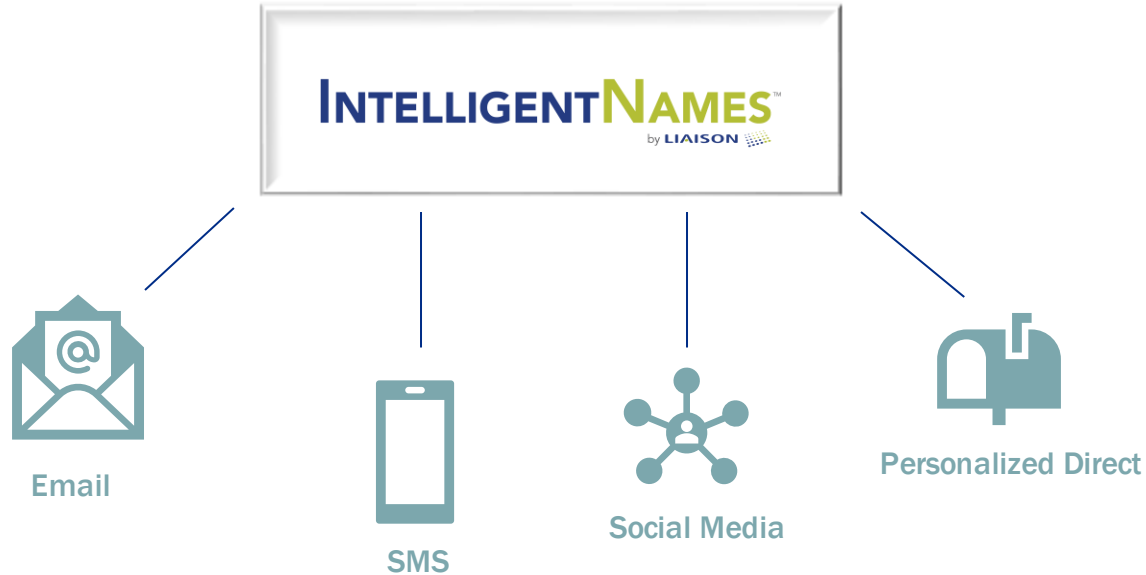 INTELLIGENTNAMES™
by LIAISON
@
Email
SMS
Social Media
Personalized Direct